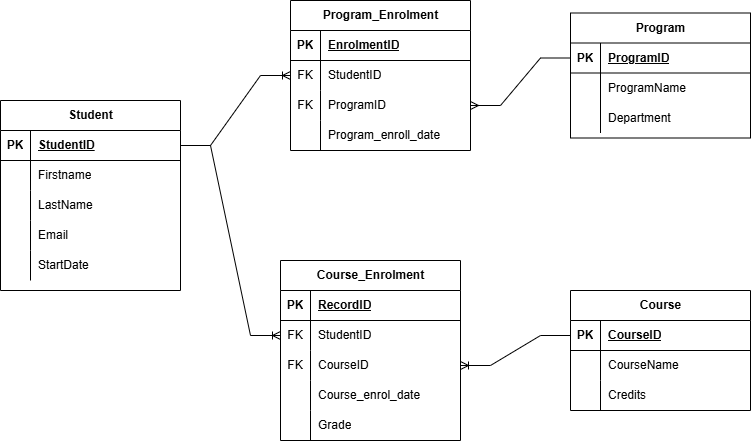 Program_Enrolment
PK EnrolmentID
FK StudentID
FK ProgramID
Program_enroll_date
Program
PK ProgramID
ProgramName
Department
Student
PK StudentID
Firstname
LastName
Email
StartDate
Course_Enrolment
PK RecordID
FK StudentID
FK CourseID
Course_enrol_date
Grade
Course
PK CourseID
CourseName
Credits